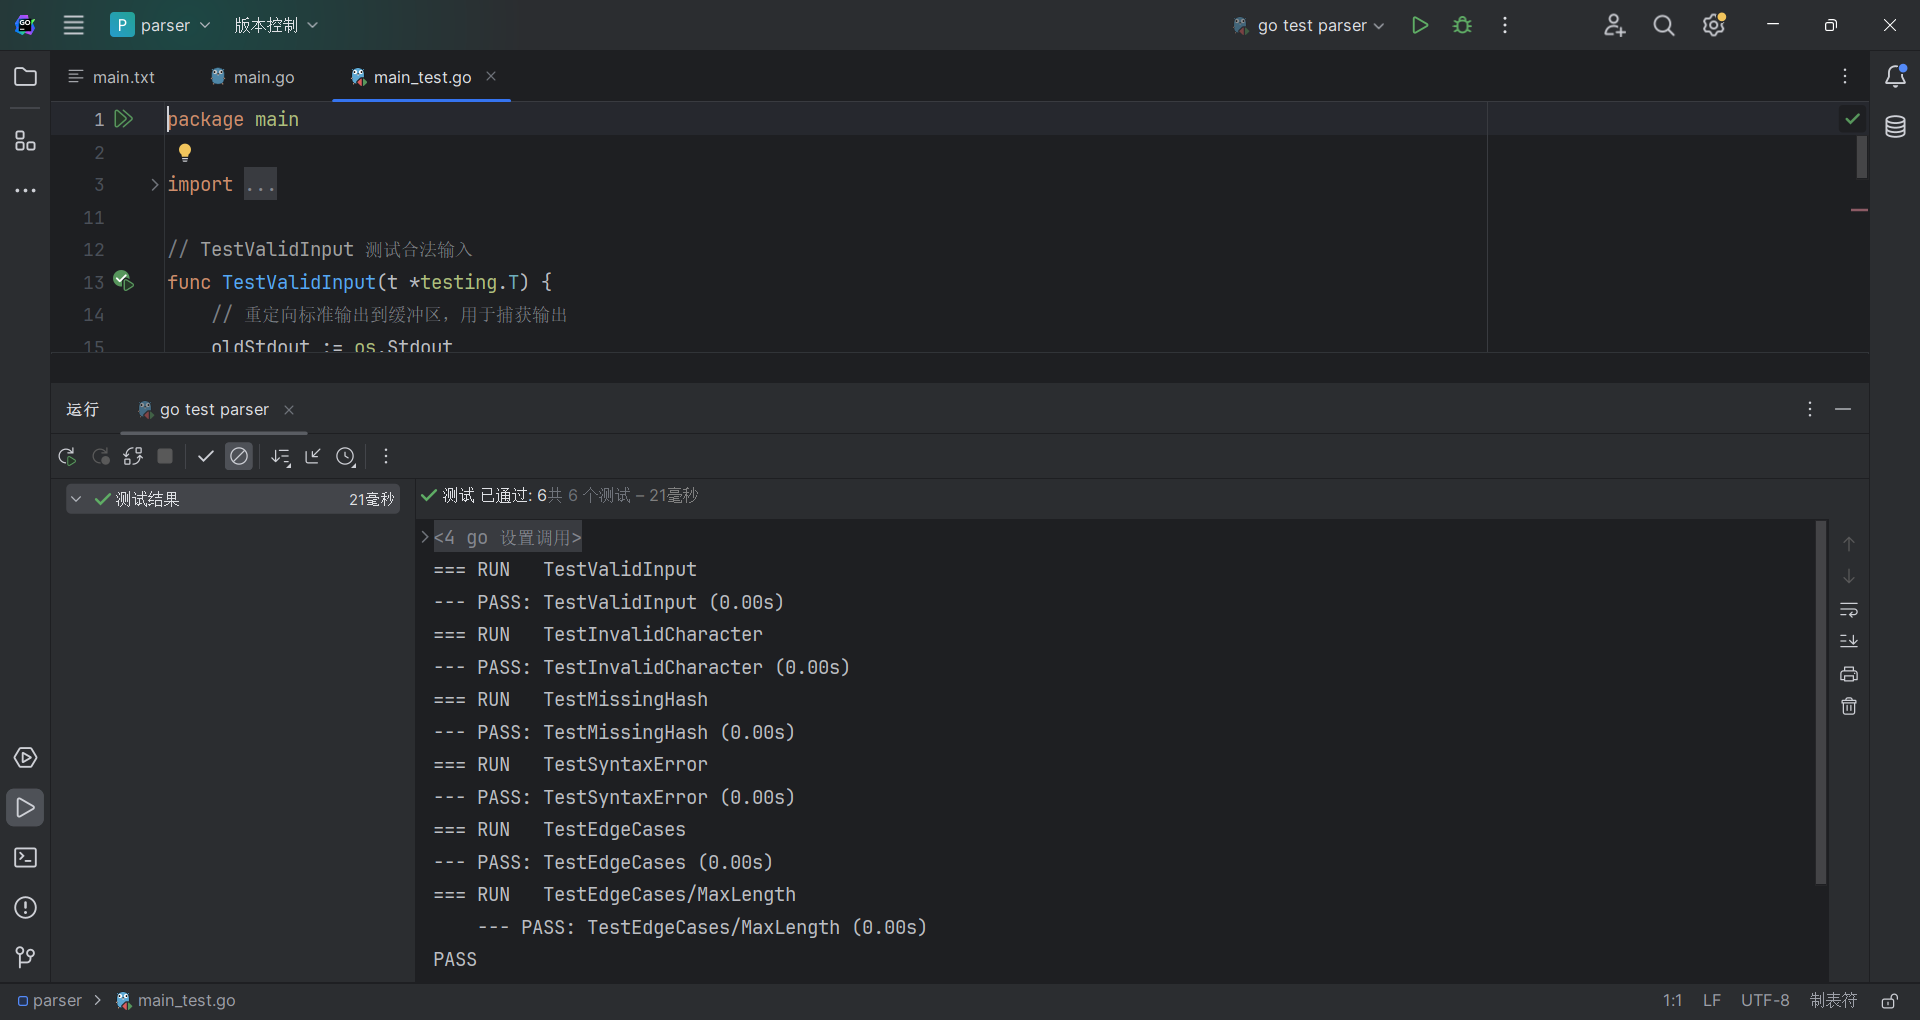 GO
P parser 版本控制 go test parser
main.txt main.go main_test.go
1 package main
2
3 import ...
11
12 // TestValidInput 测试合法输入
13 func TestValidInput(t *testing.T) {
14 // 重定向标准输出到缓冲区，用于捕获输出
15 oldStdout := os.Stdout
运行 go test parser
测试结果 21毫秒
测试 已通过: 6共 6 个测试 – 21毫秒
<4 go 设置调用>
=== RUN   TestValidInput
--- PASS: TestValidInput (0.00s)
=== RUN   TestInvalidCharacter
--- PASS: TestInvalidCharacter (0.00s)
=== RUN   TestMissingHash
--- PASS: TestMissingHash (0.00s)
=== RUN   TestSyntaxError
--- PASS: TestSyntaxError (0.00s)
=== RUN   TestEdgeCases
--- PASS: TestEdgeCases (0.00s)
=== RUN   TestEdgeCases/MaxLength
    --- PASS: TestEdgeCases/MaxLength (0.00s)
PASS
parser > main_test.go 1:1 LF UTF-8 制表符